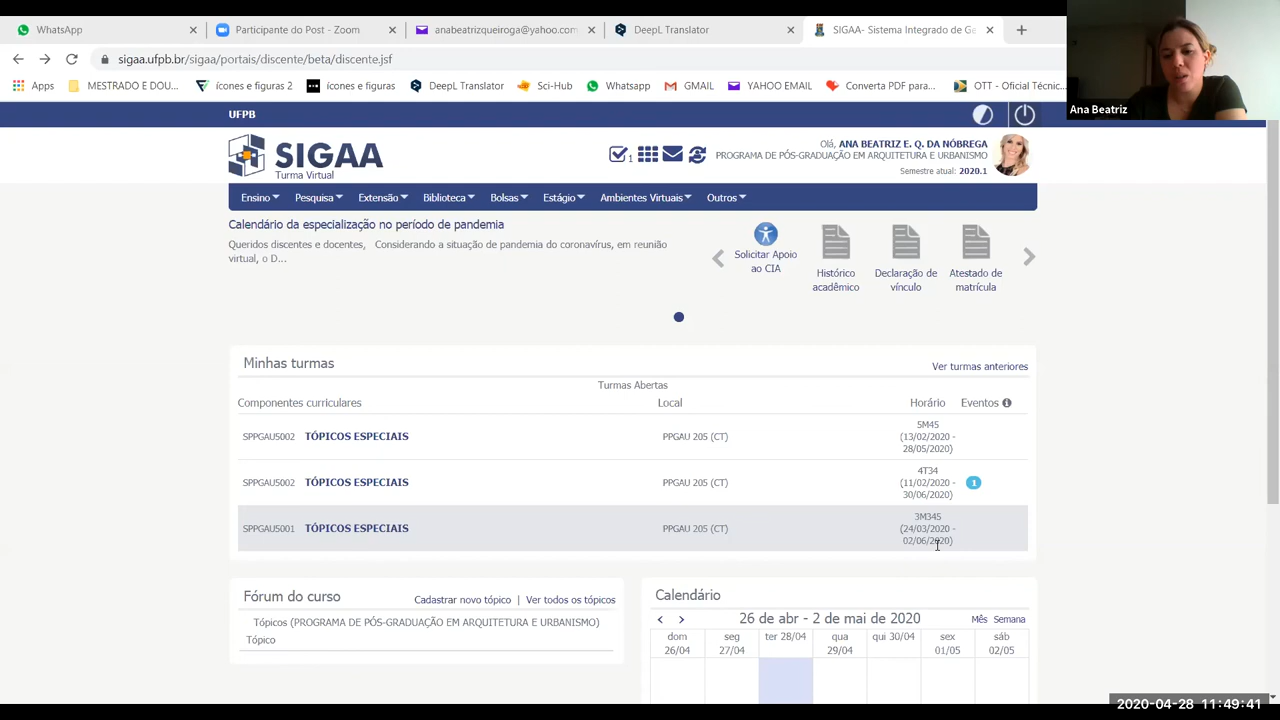 WhatsApp
Participante do Post - Zoom
anabeatrizqueiroga@yahoo.com
DeepL Translator
SIGAA- Sistema Integrado de Ge
sigaa.ufpb.br/sigaa/portais/discente/beta/discente.jsf
Apps
MESTRADO E DOU...
ícones e figuras 2
ícones e figuras
DeepL Translator
Sci-Hub
Whatsapp
GMAIL
YAHOO EMAIL
Converta PDF para...
OTT - Oficial Técnic...
Ana Beatriz
UFPB
SIGAA
Turma Virtual
1
Olá, ANA BEATRIZ E. Q. DA NÓBREGA
PROGRAMA DE PÓS-GRADUAÇÃO EM ARQUITETURA E URBANISMO
Semestre atual: 2020.1
Ensino Pesquisa Extensão Biblioteca Bolsas Estágio Ambientes Virtuais Outros
Calendário da especialização no período de pandemia
Queridos discentes e docentes, Considerando a situação de pandemia do coronavírus, em reunião
virtual, o D...
Solicitar Apoio
ao CIA
Histórico
acadêmico
Declaração de
vínculo
Atestado de
matrícula
Minhas turmas
Ver turmas anteriores
Turmas Abertas
Componentes curriculares Local Horário Eventos
SPPGAU5002 TÓPICOS ESPECIAIS PPGAU 205 (CT)
5M45
(13/02/2020 -
28/05/2020)
SPPGAU5002 TÓPICOS ESPECIAIS PPGAU 205 (CT)
4T34
(11/02/2020 -
30/06/2020)
1
SPPGAU5001 TÓPICOS ESPECIAIS PPGAU 205 (CT)
3M345
(24/03/2020 -
02/06/2020)
Fórum do curso
Cadastrar novo tópico | Ver todos os tópicos
Tópicos (PROGRAMA DE PÓS-GRADUAÇÃO EM ARQUITETURA E URBANISMO)
Tópico
Calendário
26 de abr - 2 de mai de 2020
Mês Semana
dom seg ter 28/04 qua qui 30/04 sex sáb
26/04 27/04 29/04 01/05 02/05
2020-04-28 11:49:41